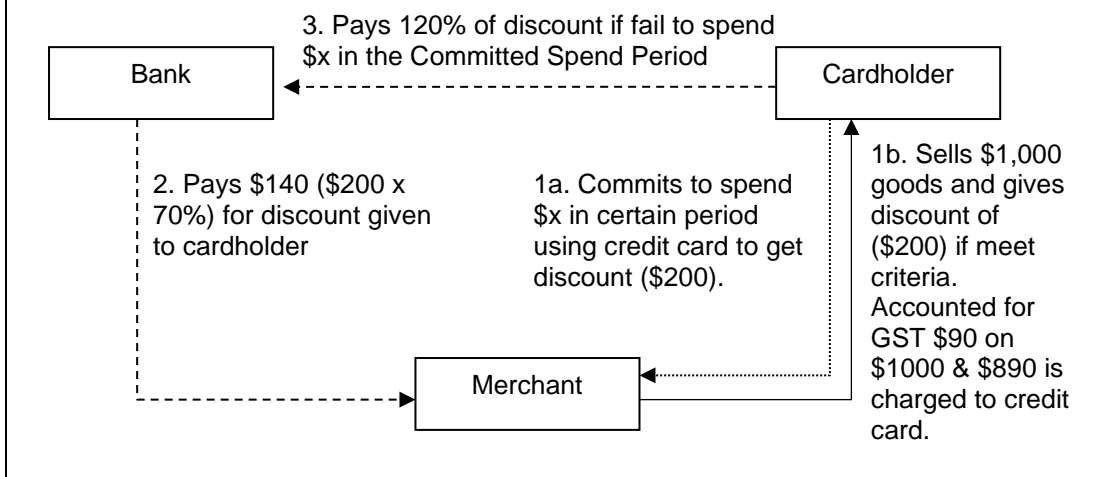 3. Pays 120% of discount if fail to spend
$x in the Committed Spend Period
Bank
Cardholder
2. Pays $140 ($200 x
70%) for discount given
to cardholder
1a. Commits to spend
$x in certain period
using credit card to get
discount ($200).
1b. Sells $1,000
goods and gives
discount of
($200) if meet
criteria.
Accounted for
GST $90 on
$1000 & $890 is
charged to credit
card.
Merchant